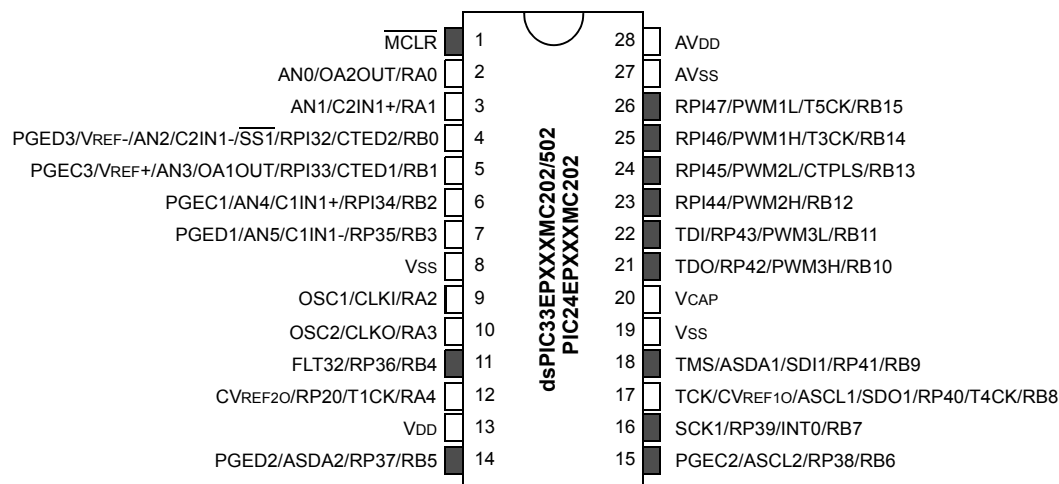 MCLR 1
AN0/OA2OUT/RA0 2
AN1/C2IN1+/RA1 3
PGED3/VREF-/AN2/C2IN1-/SS1/RPI32/CTED2/RB0 4
PGEC3/VREF+/AN3/OA1OUT/RPI33/CTED1/RB1 5
PGEC1/AN4/C1IN1+/RPI34/RB2 6
PGED1/AN5/C1IN1-/RP35/RB3 7
VSS 8
OSC1/CLKI/RA2 9
OSC2/CLKO/RA3 10
FLT32/RP36/RB4 11
CVREF2O/RP20/T1CK/RA4 12
VDD 13
PGED2/ASDA2/RP37/RB5 14
dsPIC33EPXXXMC202/502
PIC24EPXXXMC202
28 AVDD
27 AVSS
26 RPI47/PWM1L/T5CK/RB15
25 RPI46/PWM1H/T3CK/RB14
24 RPI45/PWM2L/CTPLS/RB13
23 RPI44/PWM2H/RB12
22 TDI/RP43/PWM3L/RB11
21 TDO/RP42/PWM3H/RB10
20 VCAP
19 VSS
18 TMS/ASDA1/SDI1/RP41/RB9
17 TCK/CVREF1O/ASCL1/SDO1/RP40/T4CK/RB8
16 SCK1/RP39/INT0/RB7
15 PGEC2/ASCL2/RP38/RB6